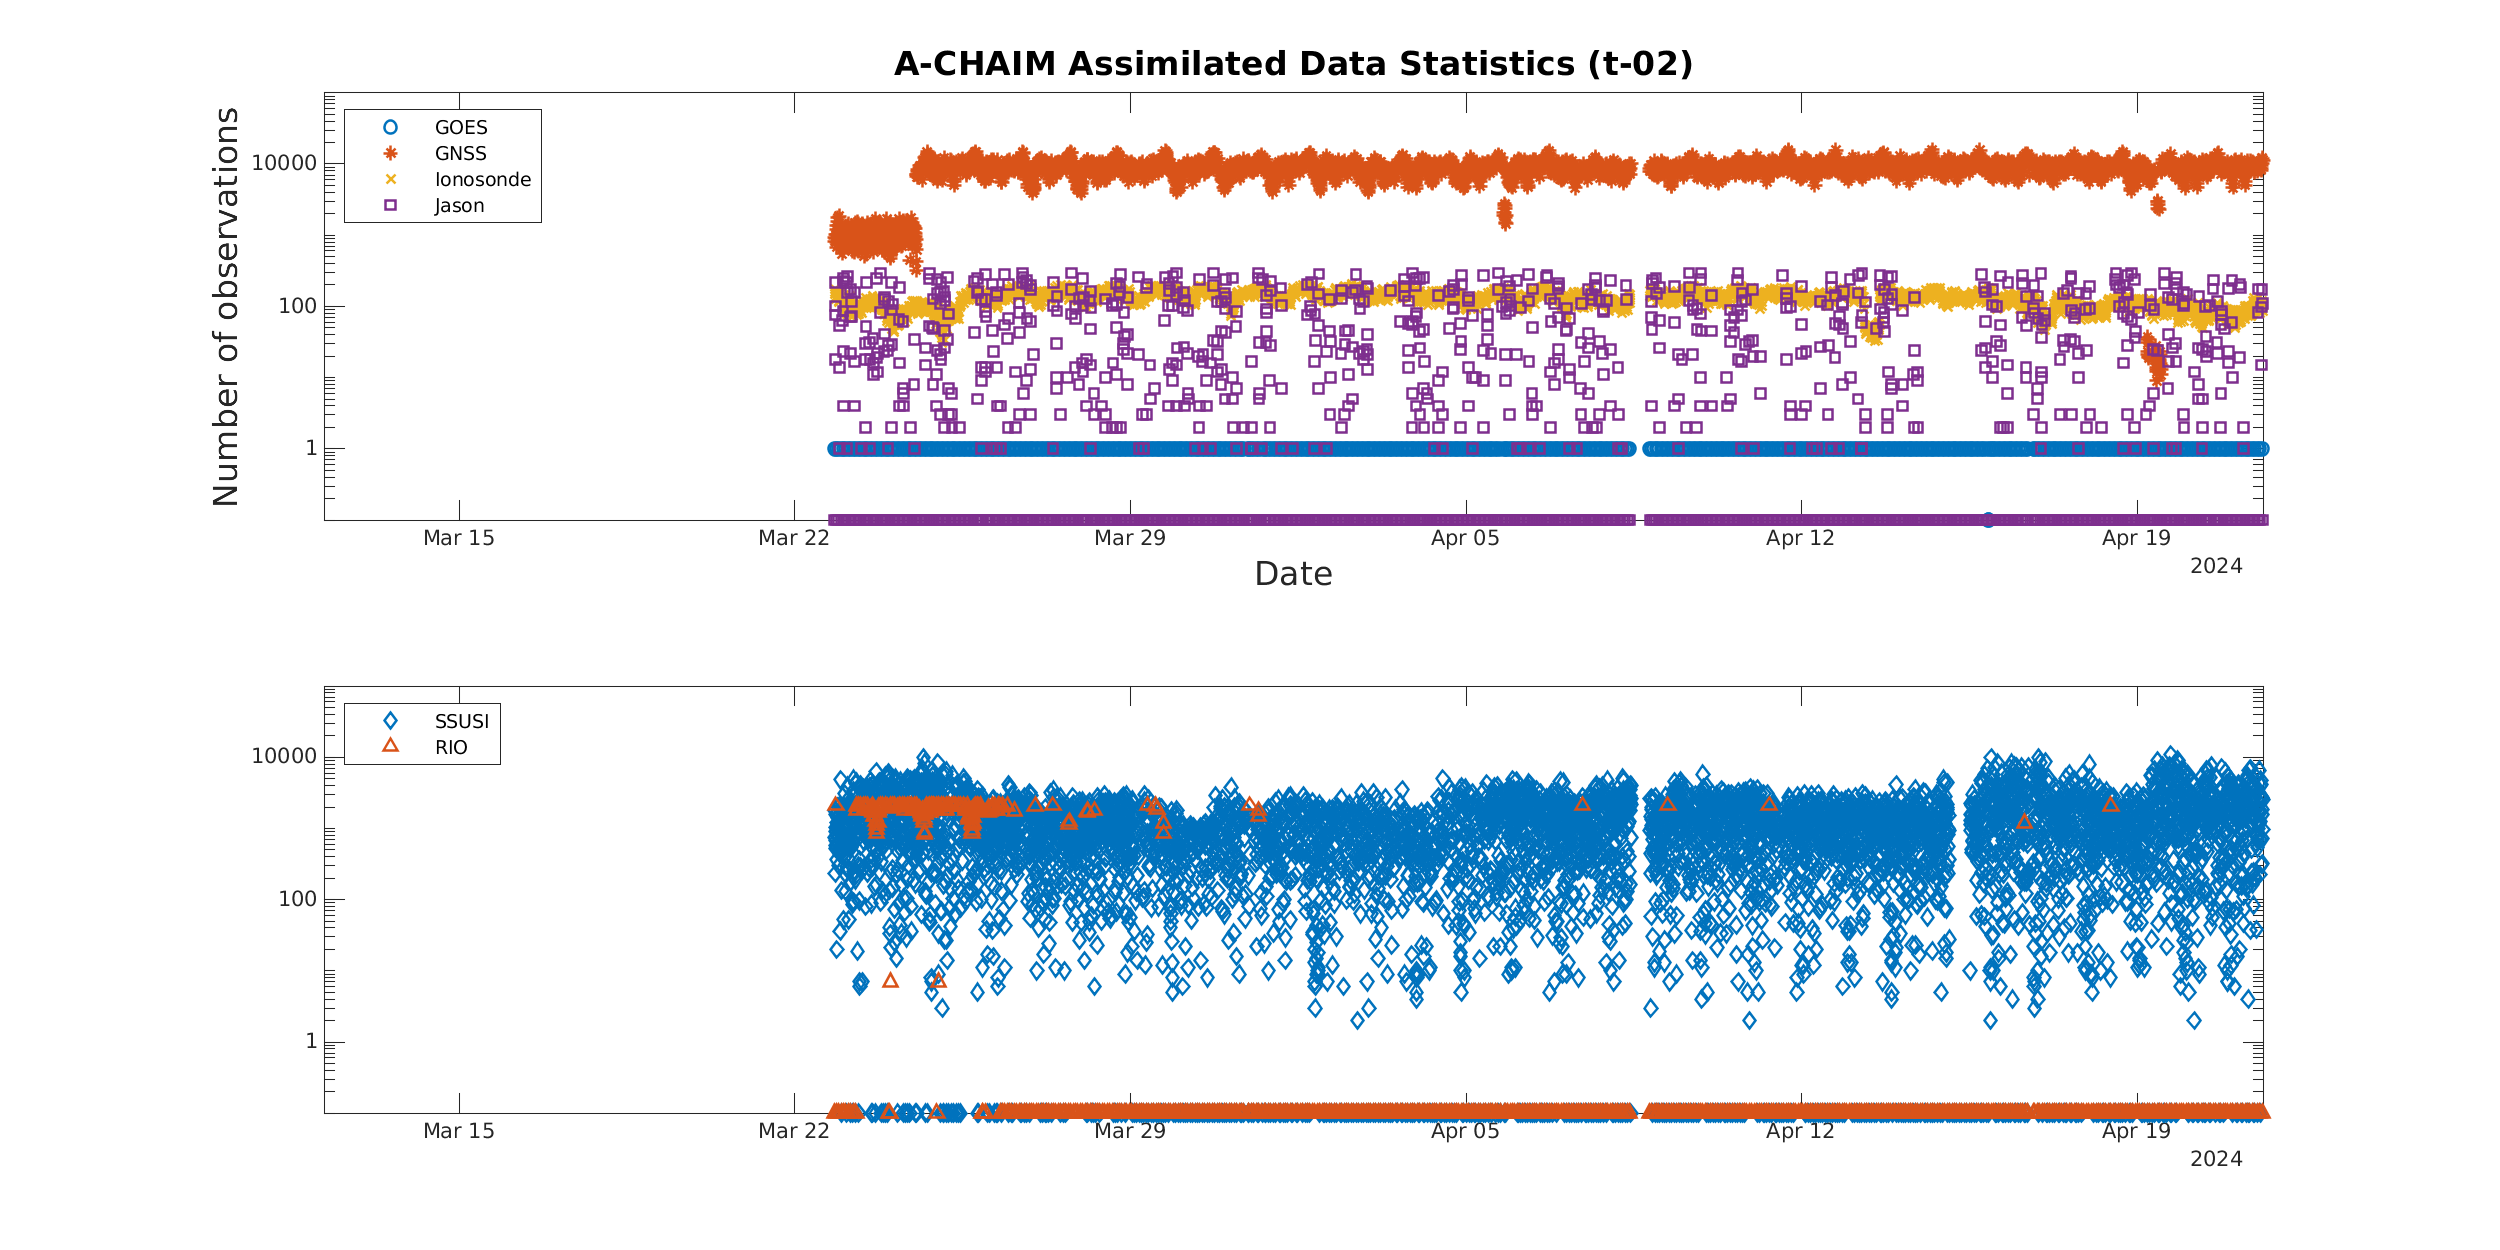 A-CHAIM Assimilated Data Statistics (t-02)
Number of observations
GOES
GNSS
Ionosonde
Jason
10000
100
1
Mar 15 Mar 22 Mar 29 Apr 05 Apr 12 Apr 19
2024
Date
SSUSI
RIO
10000
100
1
Mar 15 Mar 22 Mar 29 Apr 05 Apr 12 Apr 19
2024